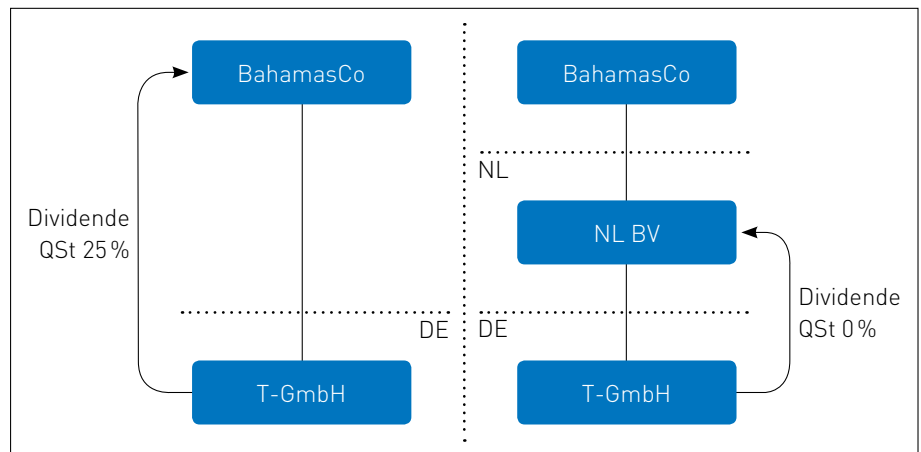 BahamasCo
Dividende
QSt 25 %
DE
T-GmbH
BahamasCo
NL
NL BV
Dividende
QSt 0 %
DE
T-GmbH